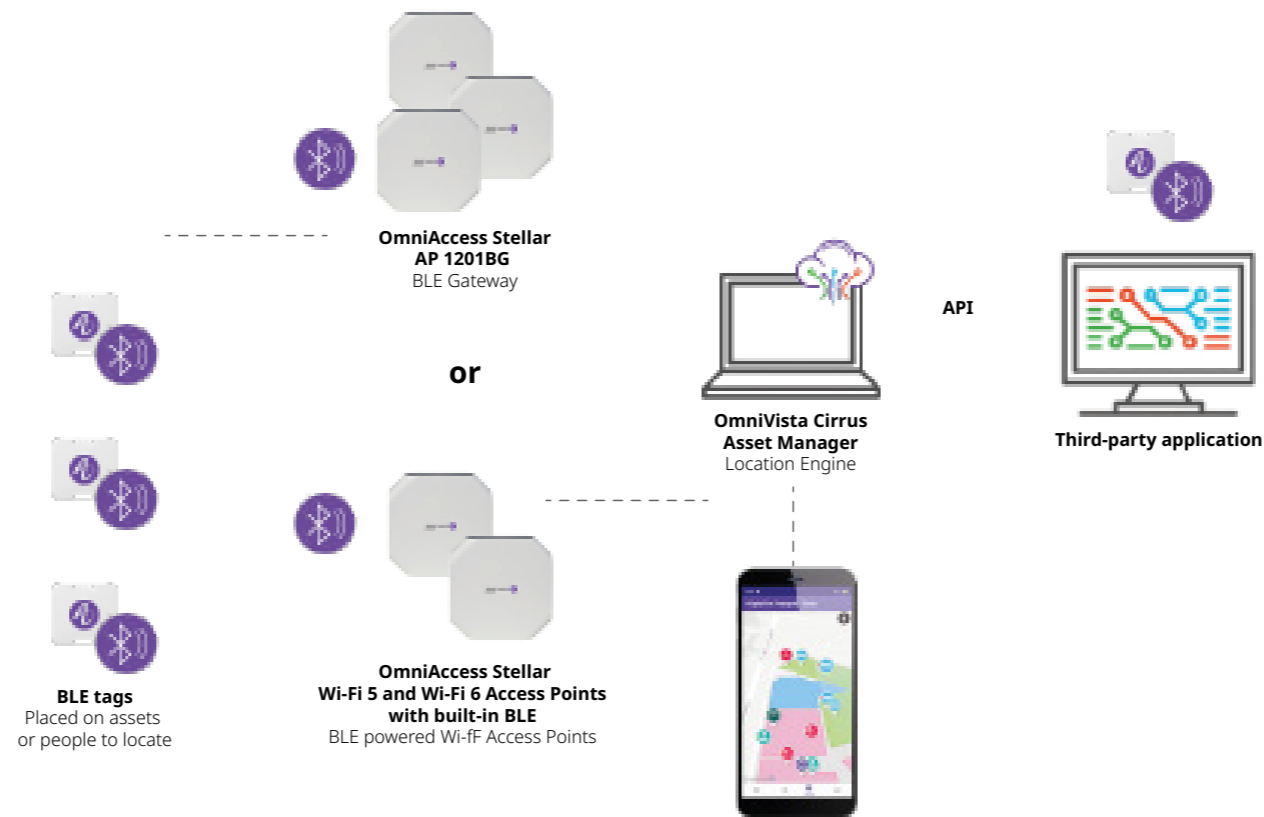 OmniAccess Stellar
AP 1201BG
BLE Gateway
or
BLE tags
Placed on assets
or people to locate
OmniAccess Stellar
Wi-Fi 5 and Wi-Fi 6 Access Points
with built-in BLE
BLE powered Wi-fF Access Points
OmniVista Cirrus
Asset Manager
Location Engine
API
Third-party application